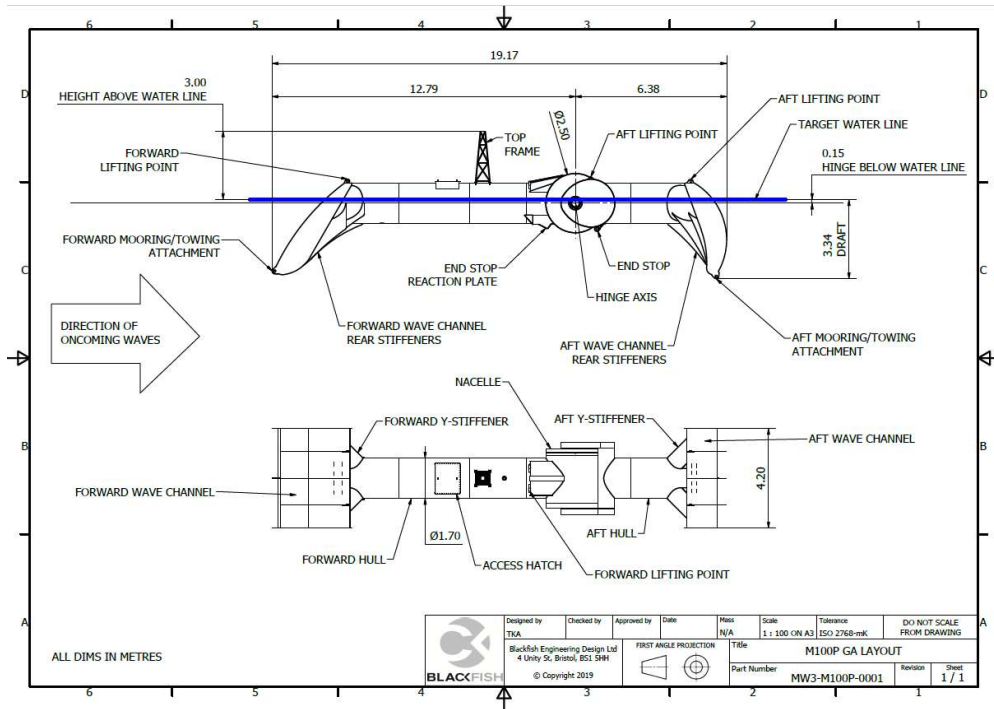 6 5 4 3 2 1
19.17
12.79
6.38
3.00
HEIGHT ABOVE WATER LINE
Ø2.50
AFT LIFTING POINT
AFT LIFTING POINT
TARGET WATER LINE
TOP
FRAME
FORWARD
LIFTING POINT
0.15
HINGE BELOW WATER LINE
FORWARD MOORING/TOWING
ATTACHMENT
3.34
DRAFT
END STOP
REACTION PLATE
END STOP
HINGE AXIS
DIRECTION OF
ONCOMING WAVES
FORWARD WAVE CHANNEL
REAR STIFFENERS
AFT WAVE CHANNEL
REAR STIFFENERS
AFT MOORING/TOWING
ATTACHMENT
NACELLE
FORWARD Y-STIFFENER
AFT Y-STIFFENER
AFT WAVE CHANNEL
FORWARD WAVE CHANNEL
4.20
Ø1.70
AFT HULL
FORWARD HULL
ACCESS HATCH
FORWARD LIFTING POINT
D D
C C
B B
A A
ALL DIMS IN METRES
BLACKFISH
Designed by
TKA
Checked by
Approved by
Date
Mass
N/A
Scale
1 : 100 ON A3
Tolerance
ISO 2768-mK
DO NOT SCALE
FROM DRAWING
Blackfish Engineering Design Ltd
4 Unity St, Bristol, BS1 5HH
© Copyright 2019
FIRST ANGLE PROJECTION
Title
M100P GA LAYOUT
Part Number
MW3-M100P-0001
Revision
Sheet
1 / 1
6 5 4 3 2 1